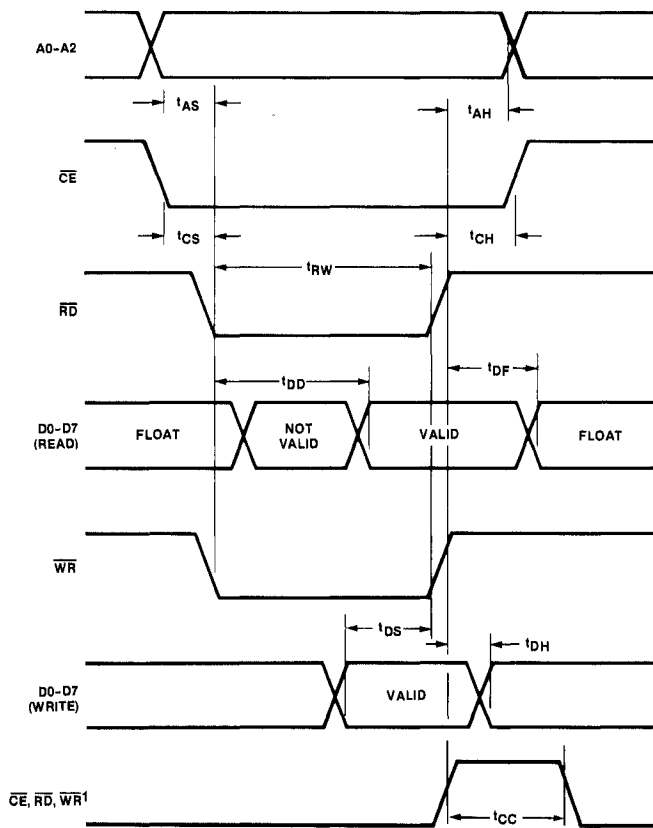 A0-A2
tAS
tAH
CE
tCS
tCH
tRW
RD
tDD
tDF
D0-D7
(READ)
FLOAT
NOT
VALID
VALID
FLOAT
WR
tDS
tDH
D0-D7
(WRITE)
VALID
CE, RD, WR1
tCC